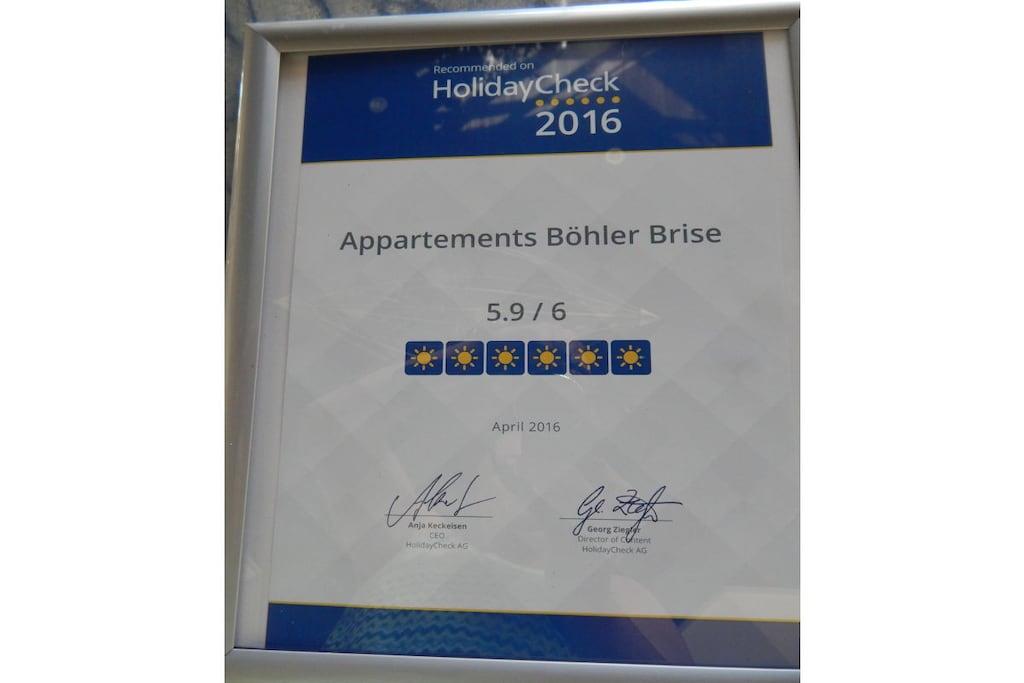 Recommended on
HolidayCheck
2016
Appartements Böhler Brise
5.9 / 6
April 2016
Anja Keckeisen
CEO
HolidayCheck AG
Georg Ziegler
Director of Content
HolidayCheck AG